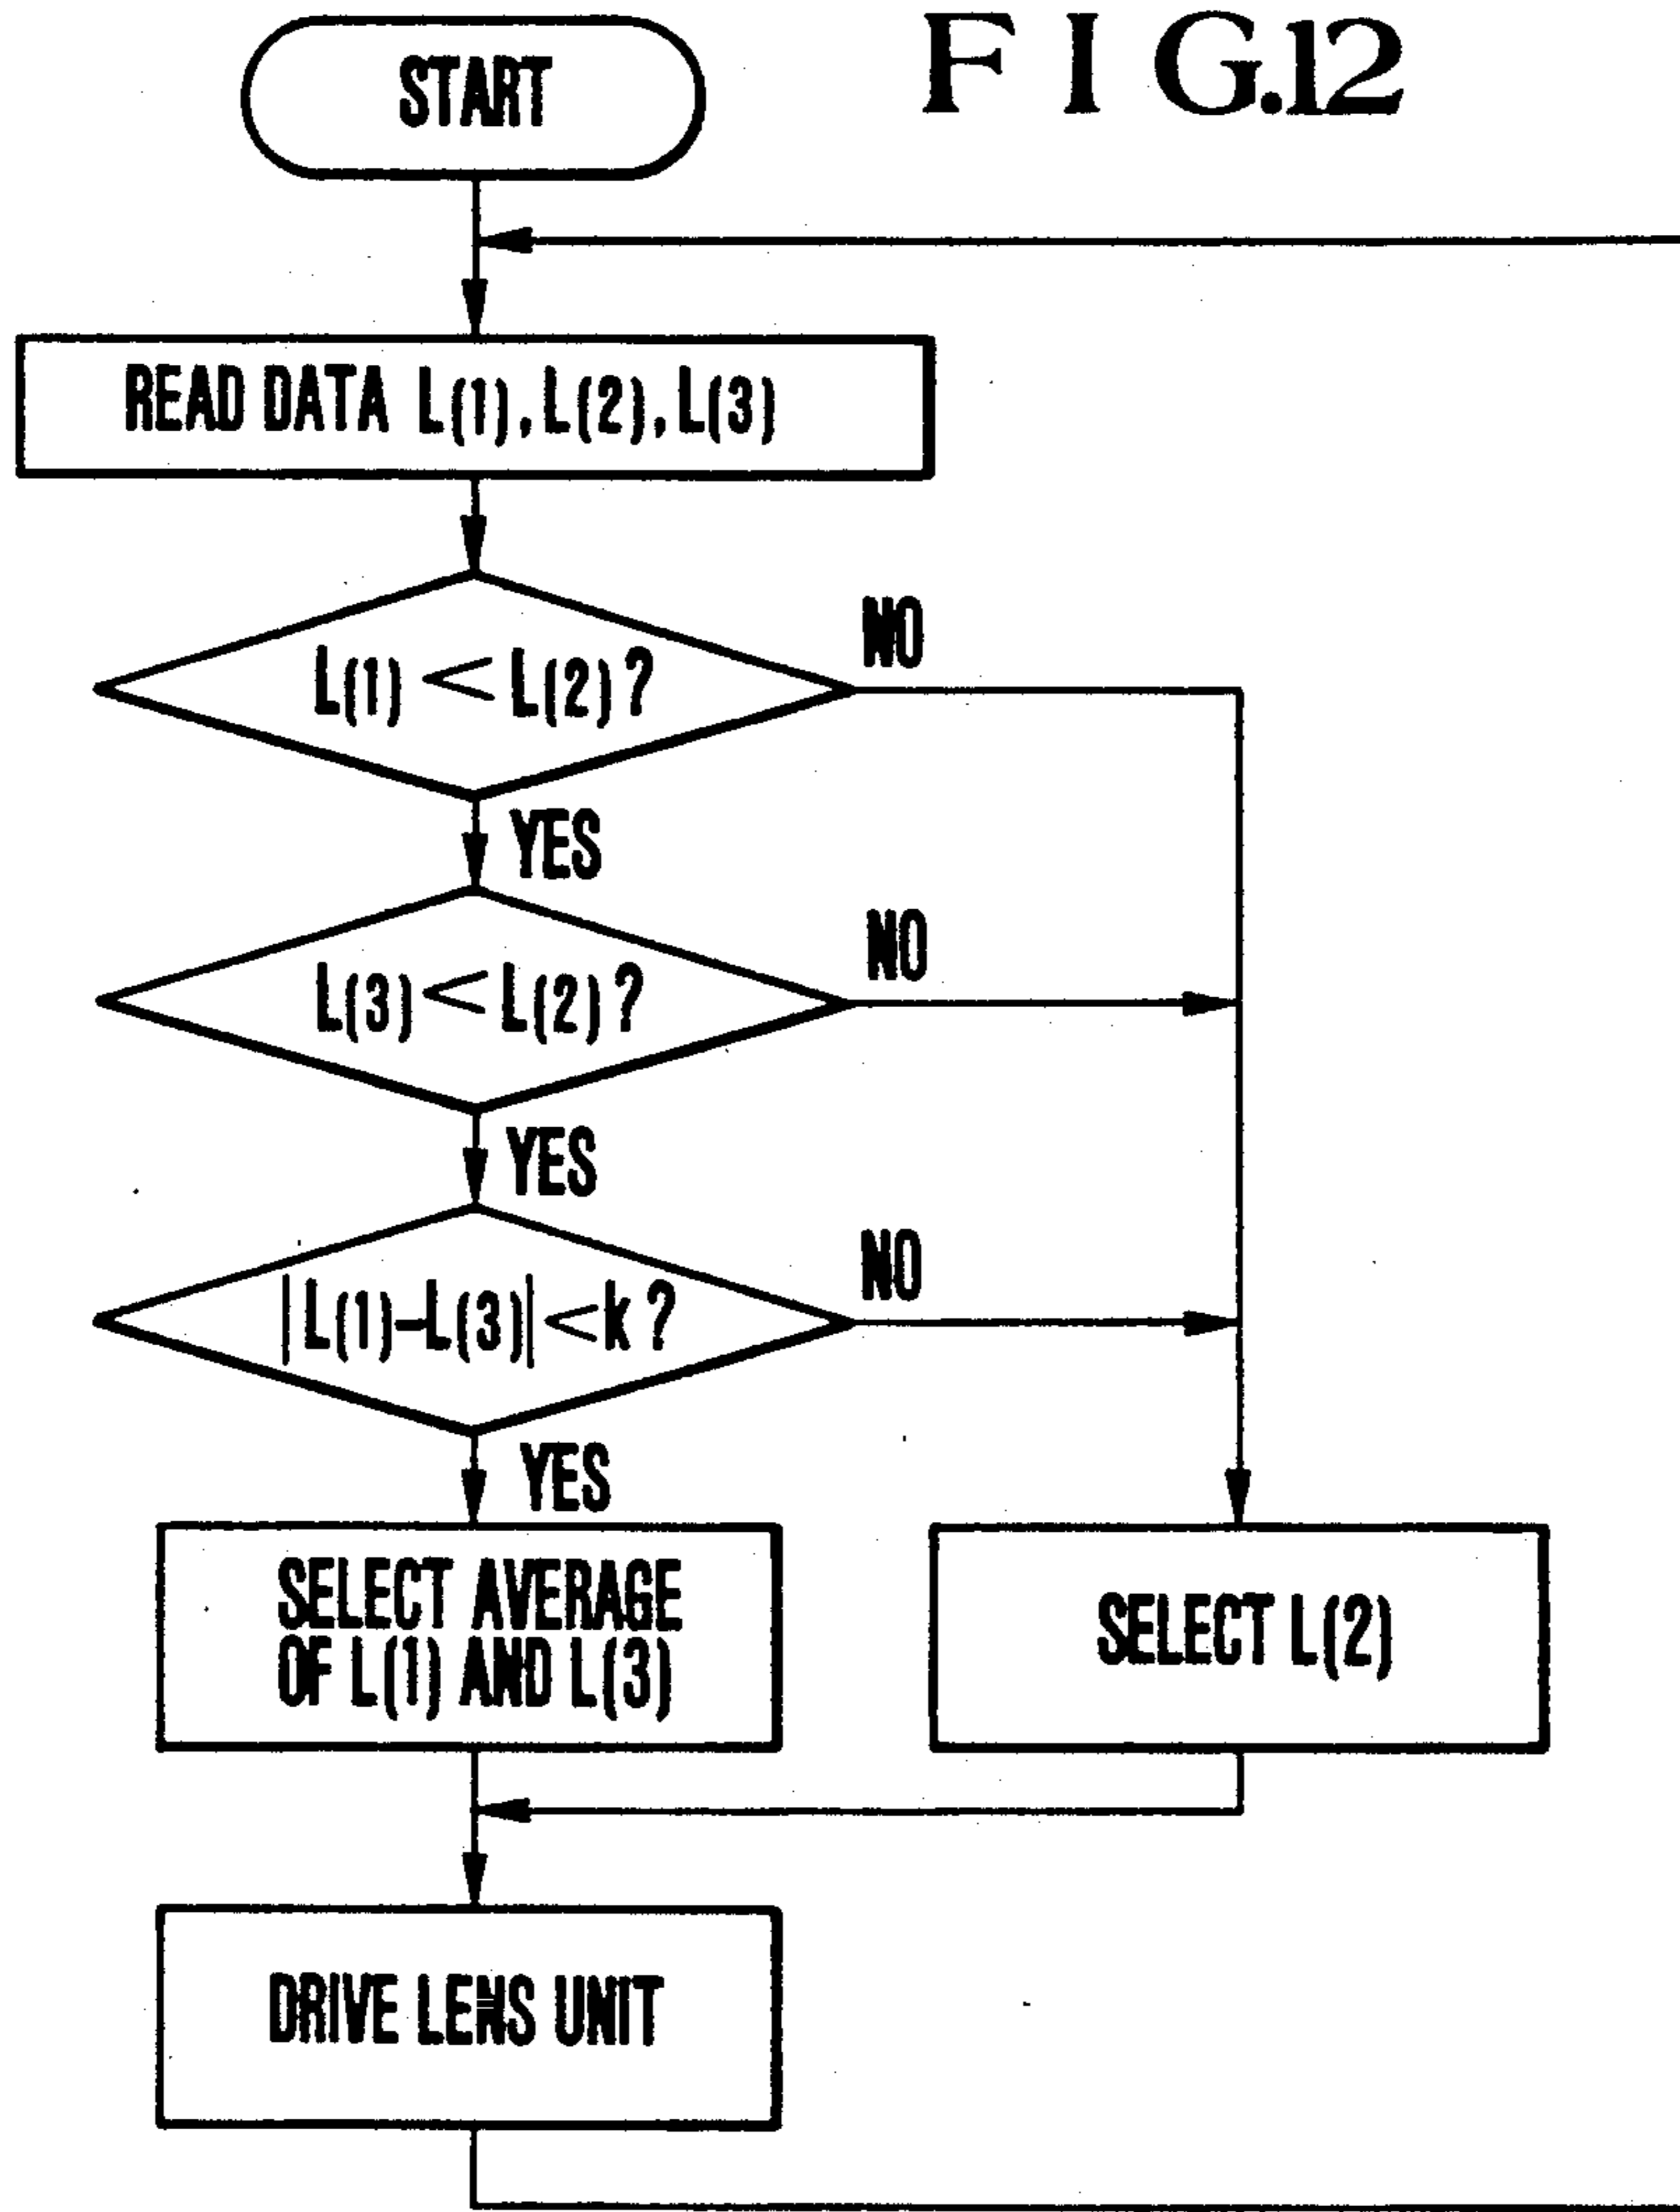 FIG.12
START
READ DATA L(1), L(2), L(3)
L(1) < L(2)?
NO
YES
L(3) < L(2)?
NO
YES
|L(1)-L(3)| < k?
NO
YES
SELECT AVERAGE
OF L(1) AND L(3)
SELECT L(2)
DRIVE LENS UNIT